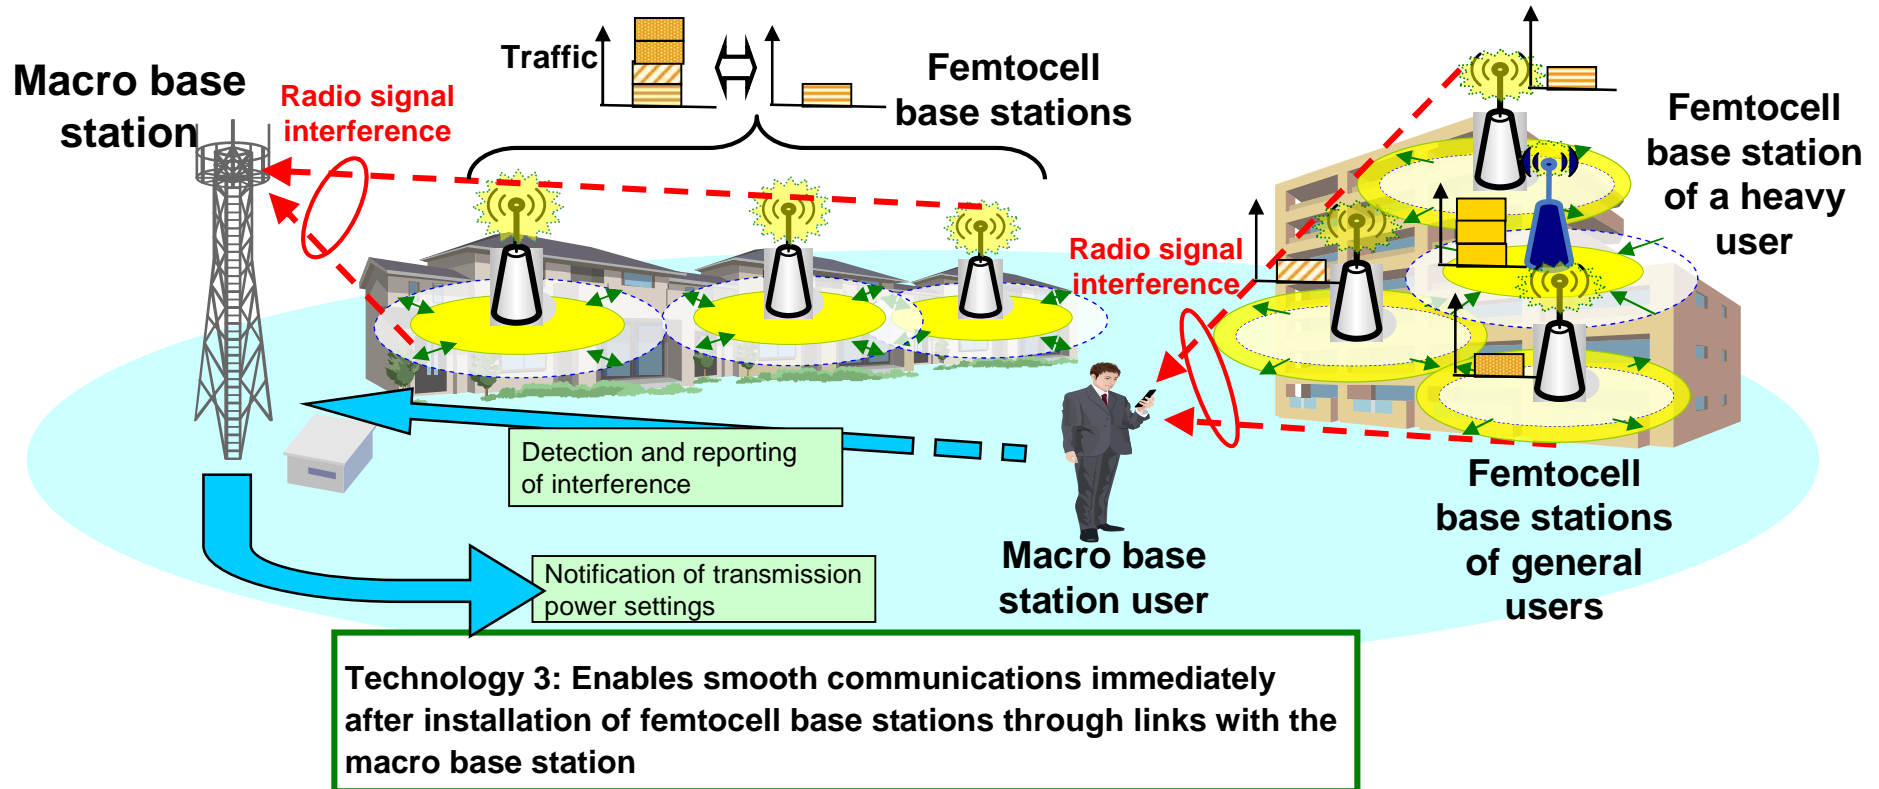 Macro base
station
Radio signal
interference
Traffic
Femtocell
base stations
Femtocell
base station
of a heavy
user
Radio signal
interference
Detection and reporting
of interference
Notification of transmission
power settings
Macro base
station user
Femtocell
base stations
of general
users
Technology 3: Enables smooth communications immediately
after installation of femtocell base stations through links with the
macro base station